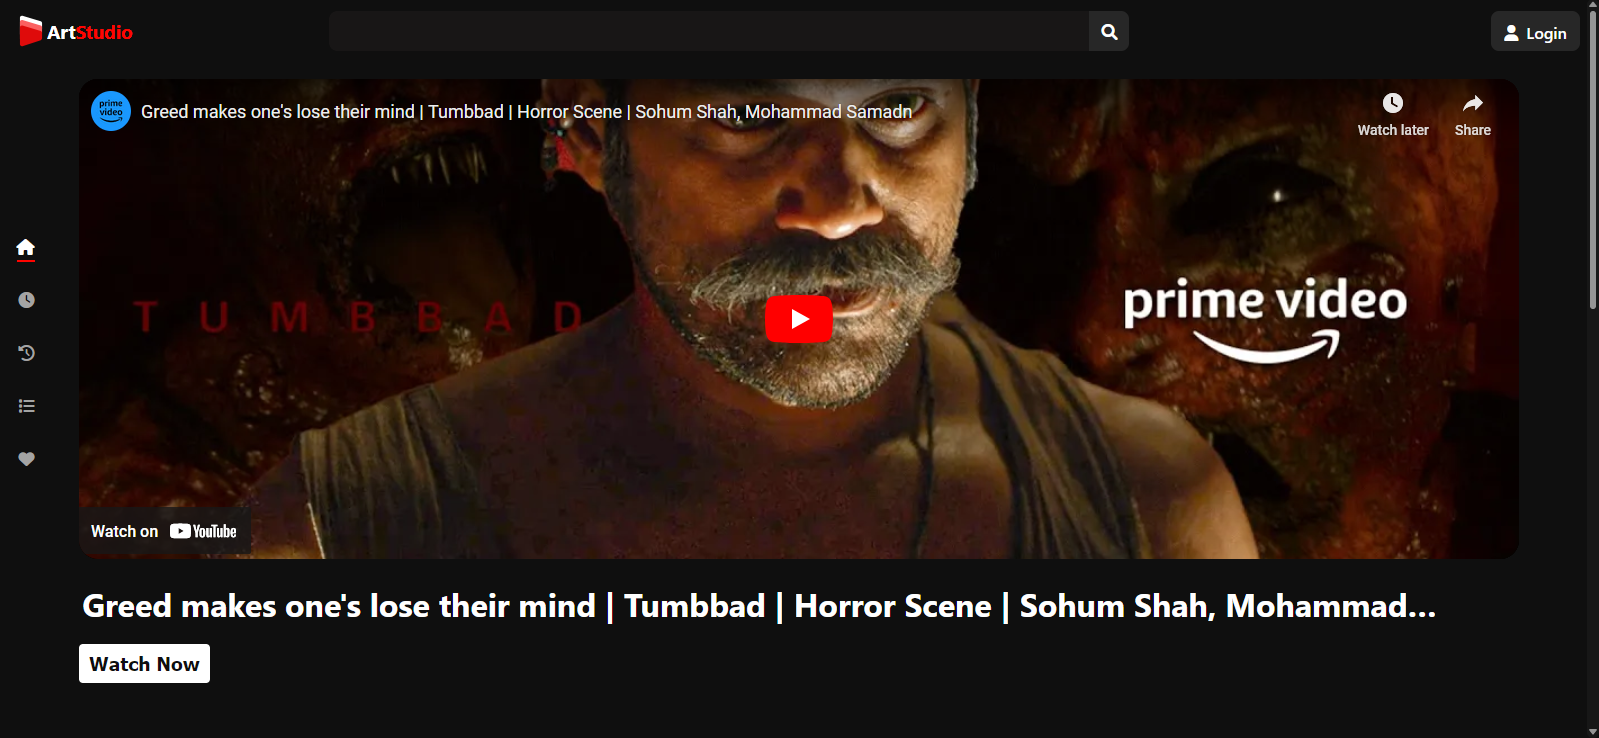 ArtStudio
Login
prime video
Greed makes one's lose their mind | Tumbbad | Horror Scene | Sohum Shah, Mohammad Samadn
Watch later
Share
TUMBBAD
prime video
Watch on YouTube
Greed makes one's lose their mind | Tumbbad | Horror Scene | Sohum Shah, Mohammad...
Watch Now